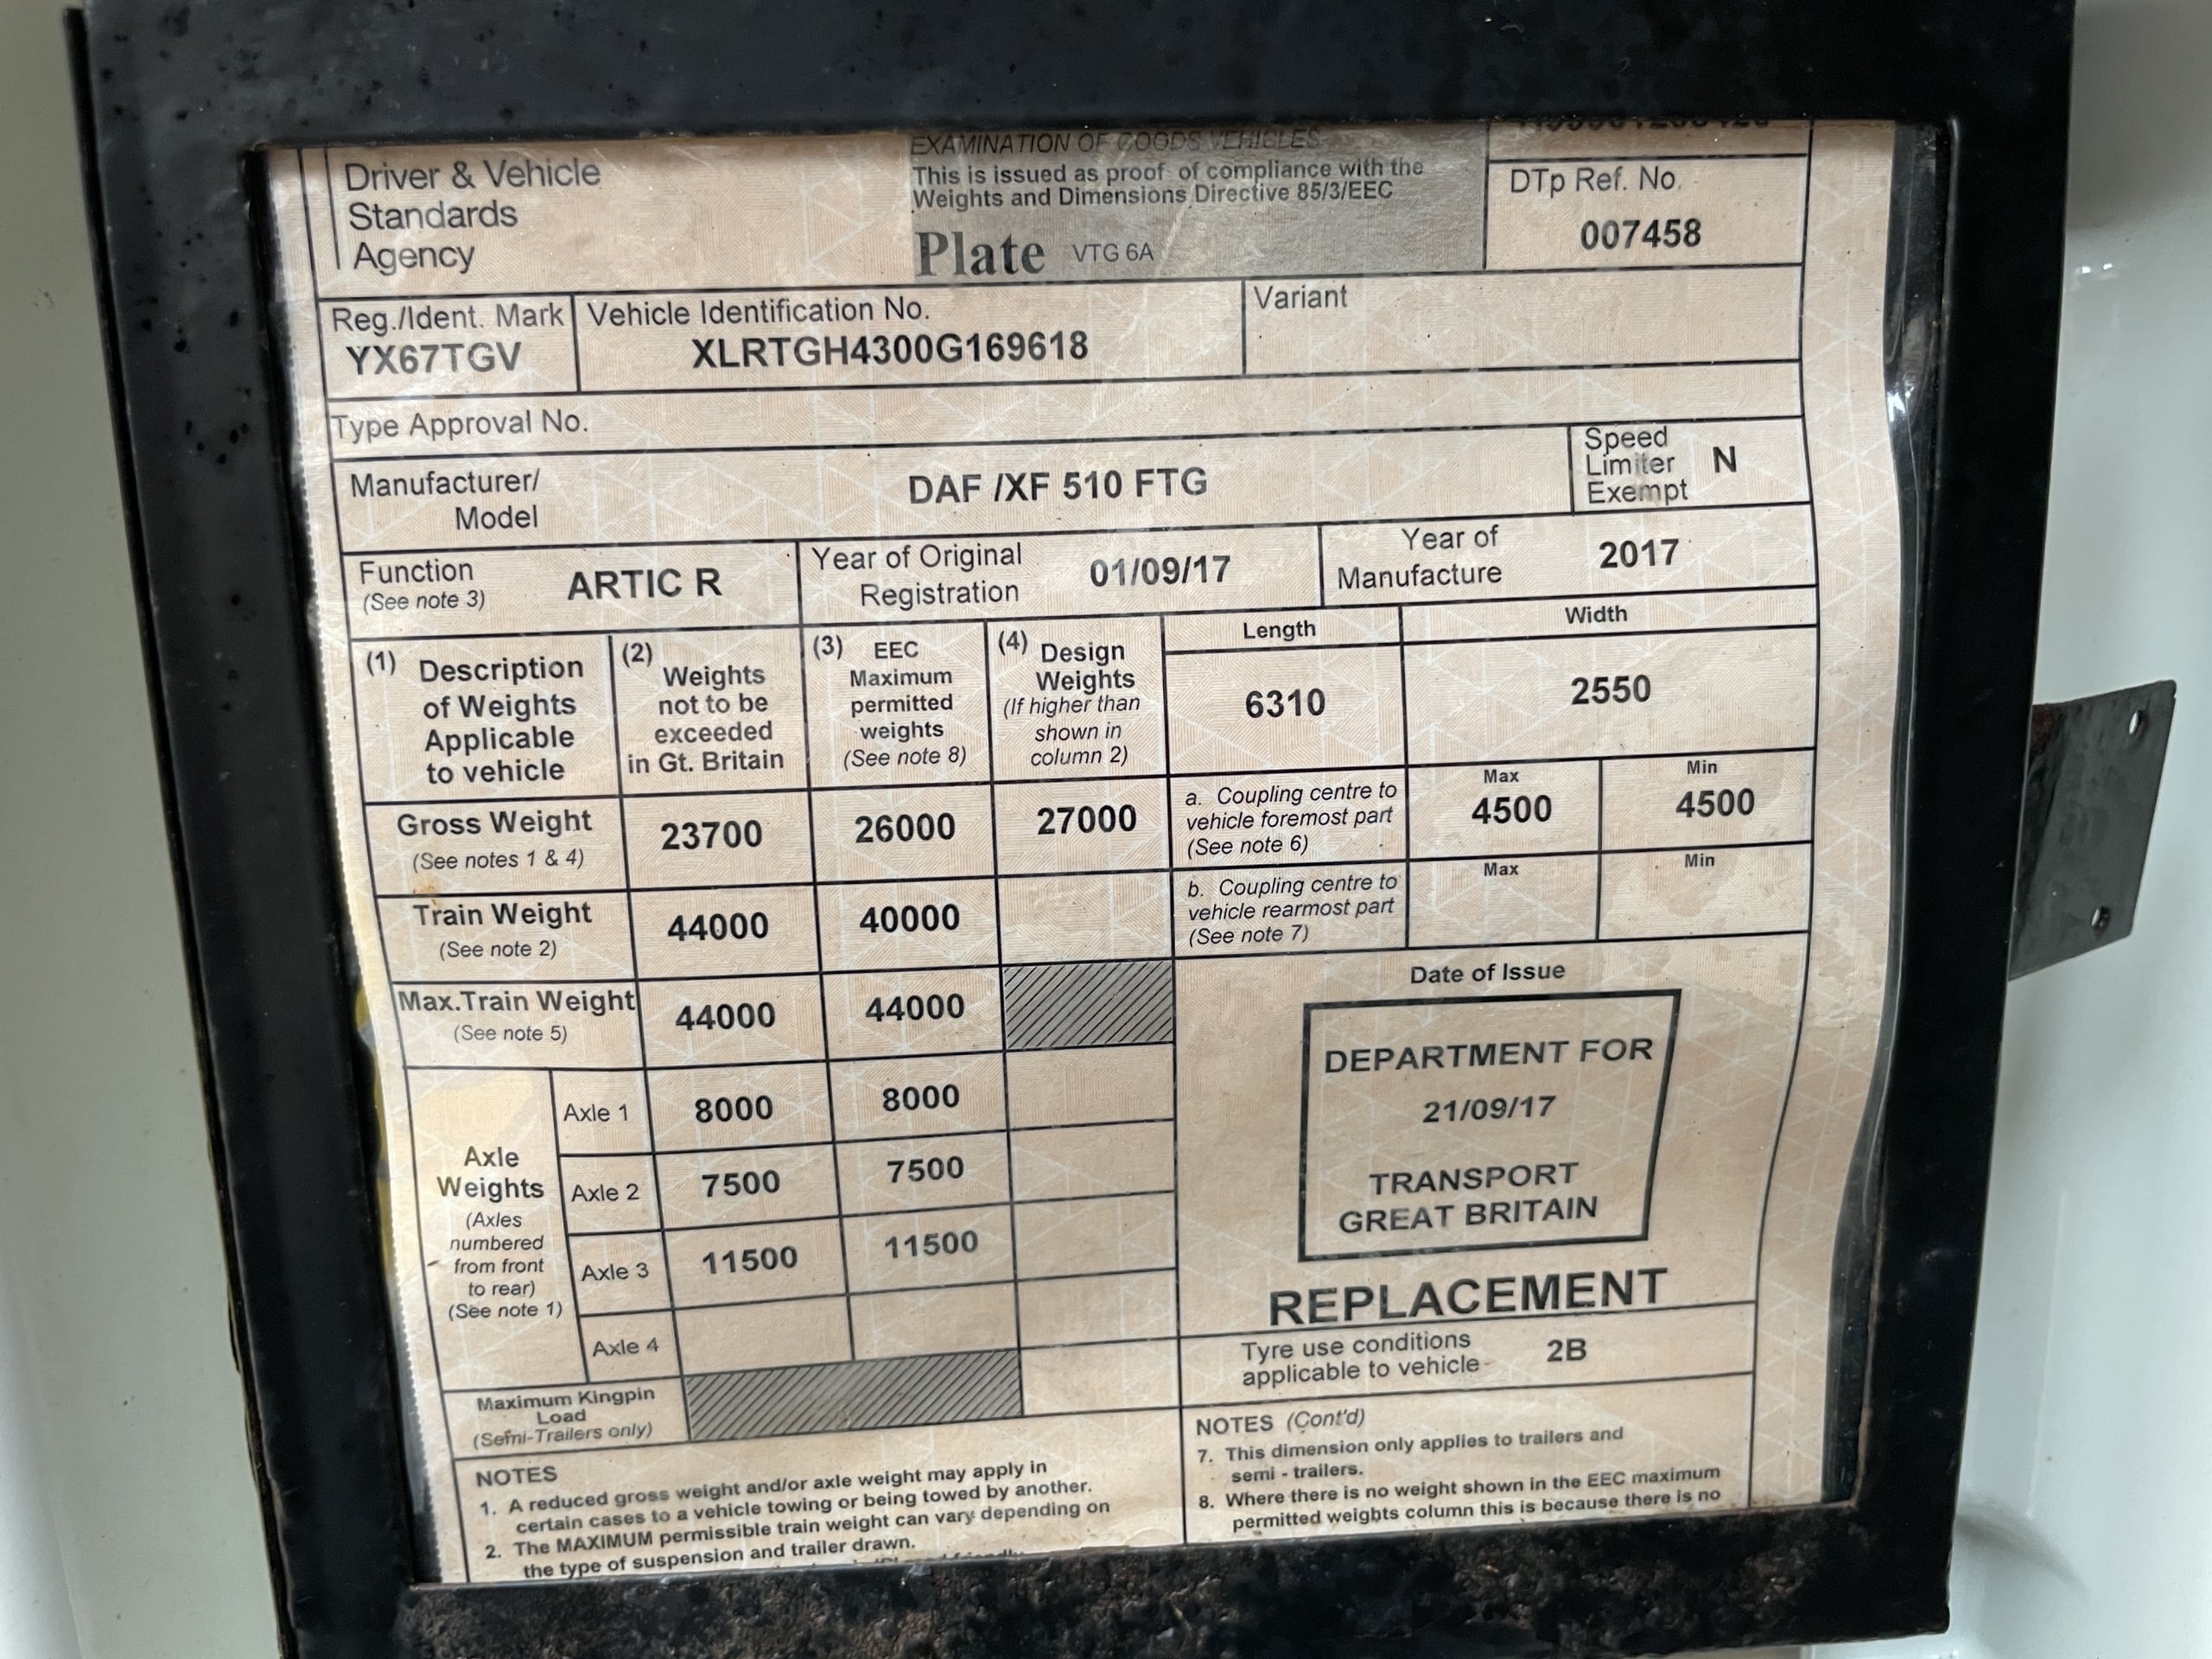 EXAMINATION OF GOODS VEHICLES
Driver & Vehicle
Standards
Agency
This is issued as proof of compliance with the
Weights and Dimensions Directive 85/3/EEC
Plate VTG 6A
DTp Ref. No.
007458
Reg./Ident. Mark
YX67TGV
Vehicle Identification No.
XLRTGH4300G169618
Variant
Type Approval No.
Manufacturer/
Model
DAF /XF 510 FTG
Speed
Limiter
Exempt
N
Function
(See note 3)
ARTIC R
Year of Original
Registration
01/09/17
Year of
Manufacture
2017
(1) Description
of Weights
Applicable
to vehicle
(2) Weights
not to be
exceeded
in Gt. Britain
(3) EEC
Maximum
permitted
weights
(See note 8)
(4) Design
Weights
(If higher than
shown in
column 2)
Length
6310
Width
2550
Gross Weight
(See notes 1 & 4)
23700
26000
27000
a. Coupling centre to
vehicle foremost part
(See note 6)
Max
4500
Min
4500
Train Weight
(See note 2)
44000
40000
b. Coupling centre to
vehicle rearmost part
(See note 7)
Max
Min
Max.Train Weight
(See note 5)
44000
44000
Axle
Weights
(Axles
numbered
from front
to rear)
(See note 1)
Axle 1
8000
8000
Axle 2
7500
7500
Axle 3
11500
11500
Axle 4
Maximum Kingpin
Load
(Semi-Trailers only)
Date of Issue
DEPARTMENT FOR
21/09/17
TRANSPORT
GREAT BRITAIN
REPLACEMENT
Tyre use conditions
applicable to vehicle
2B
NOTES
1. A reduced gross weight and/or axle weight may apply in
certain cases to a vehicle towing or being towed by another.
2. The MAXIMUM permissible train weight can vary depending on
the type of suspension and trailer drawn.
NOTES (Cont'd)
7. This dimension only applies to trailers and
semi - trailers.
8. Where there is no weight shown in the EEC maximum
permitted weights column this is because there is no